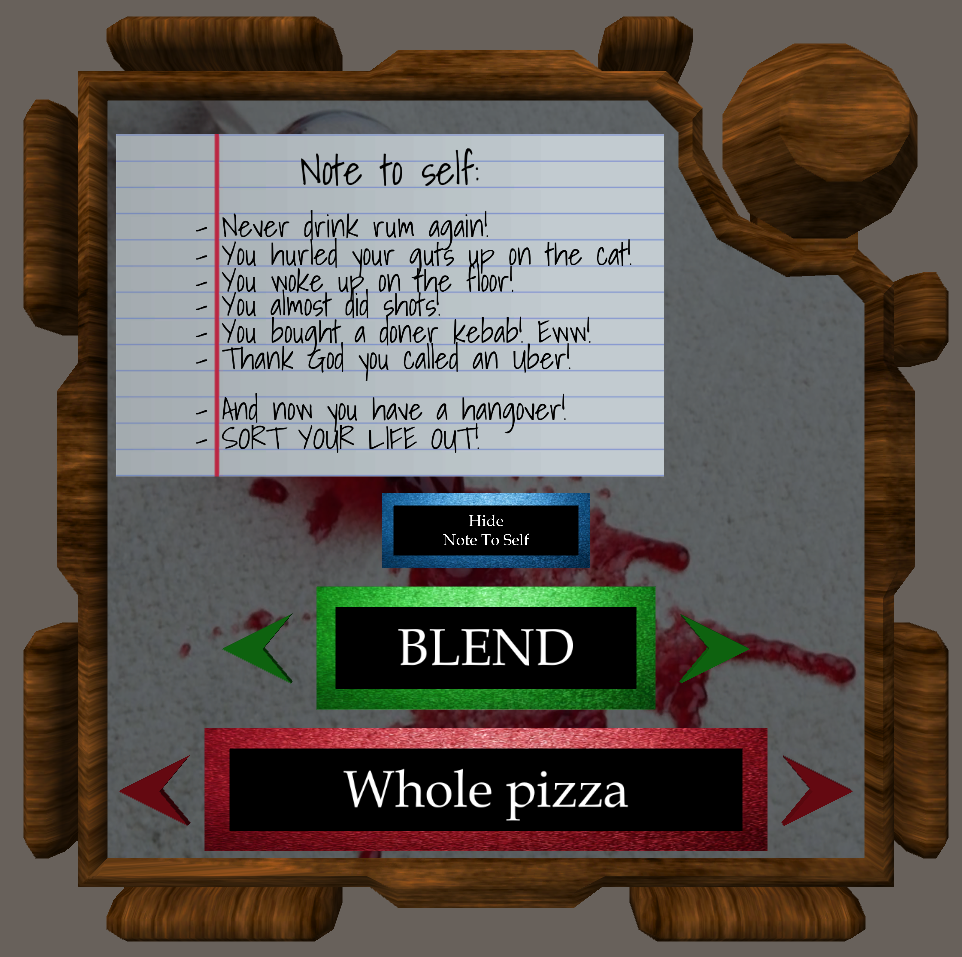 Note to self:
- Never drink rum again!
- You hurled your guts up on the cat!
- You woke up on the floor!
- You almost did shots!
- You bought a doner kebab! Eww!
- Thank God you called an Uber!
- And now you have a hangover!
- SORT YOUR LIFE OUT!
Hide
Note To Self
BLEND
Whole pizza